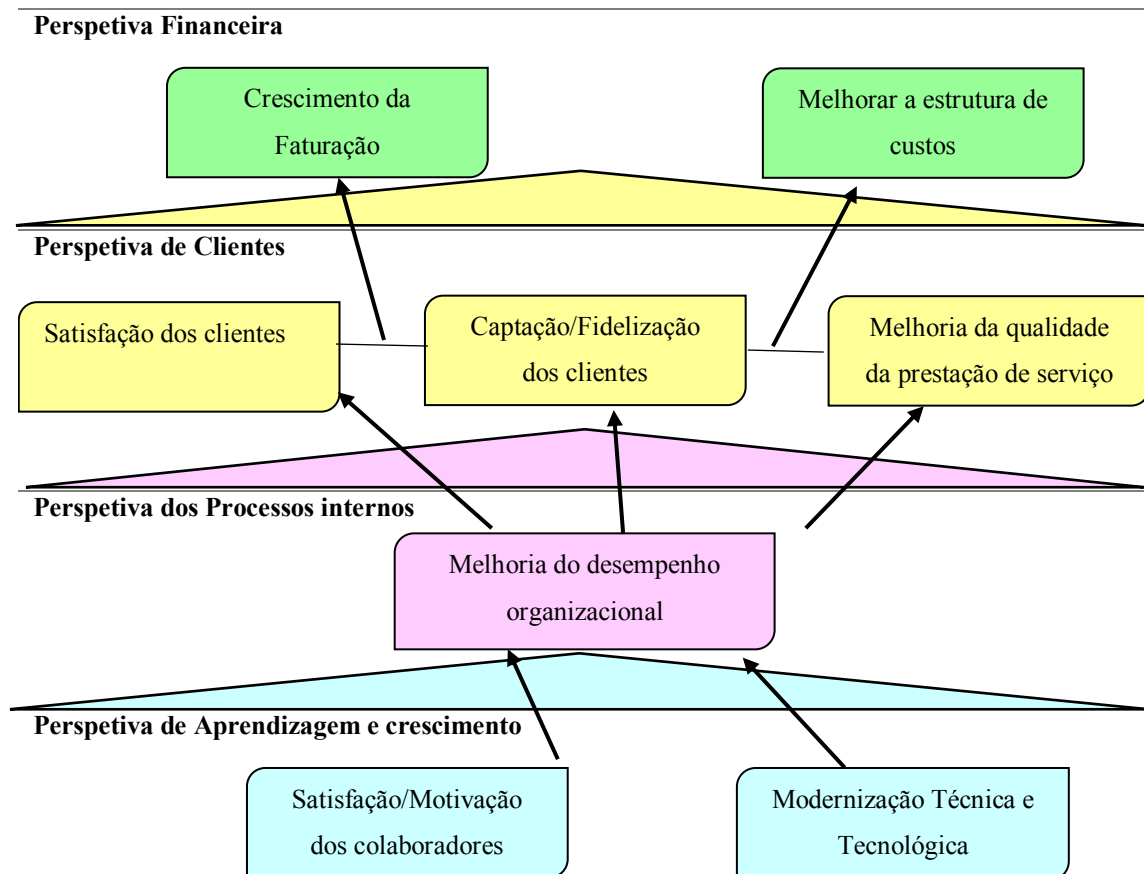 Perspetiva Financeira
Crescimento da
Faturação
Melhorar a estrutura de
custos
Perspetiva de Clientes
Satisfação dos clientes
Captação/Fidelização
dos clientes
Melhoria da qualidade
da prestação de serviço
Perspetiva dos Processos internos
Melhoria do desempenho
organizacional
Perspetiva de Aprendizagem e crescimento
Satisfação/Motivação
dos colaboradores
Modernização Técnica e
Tecnológica